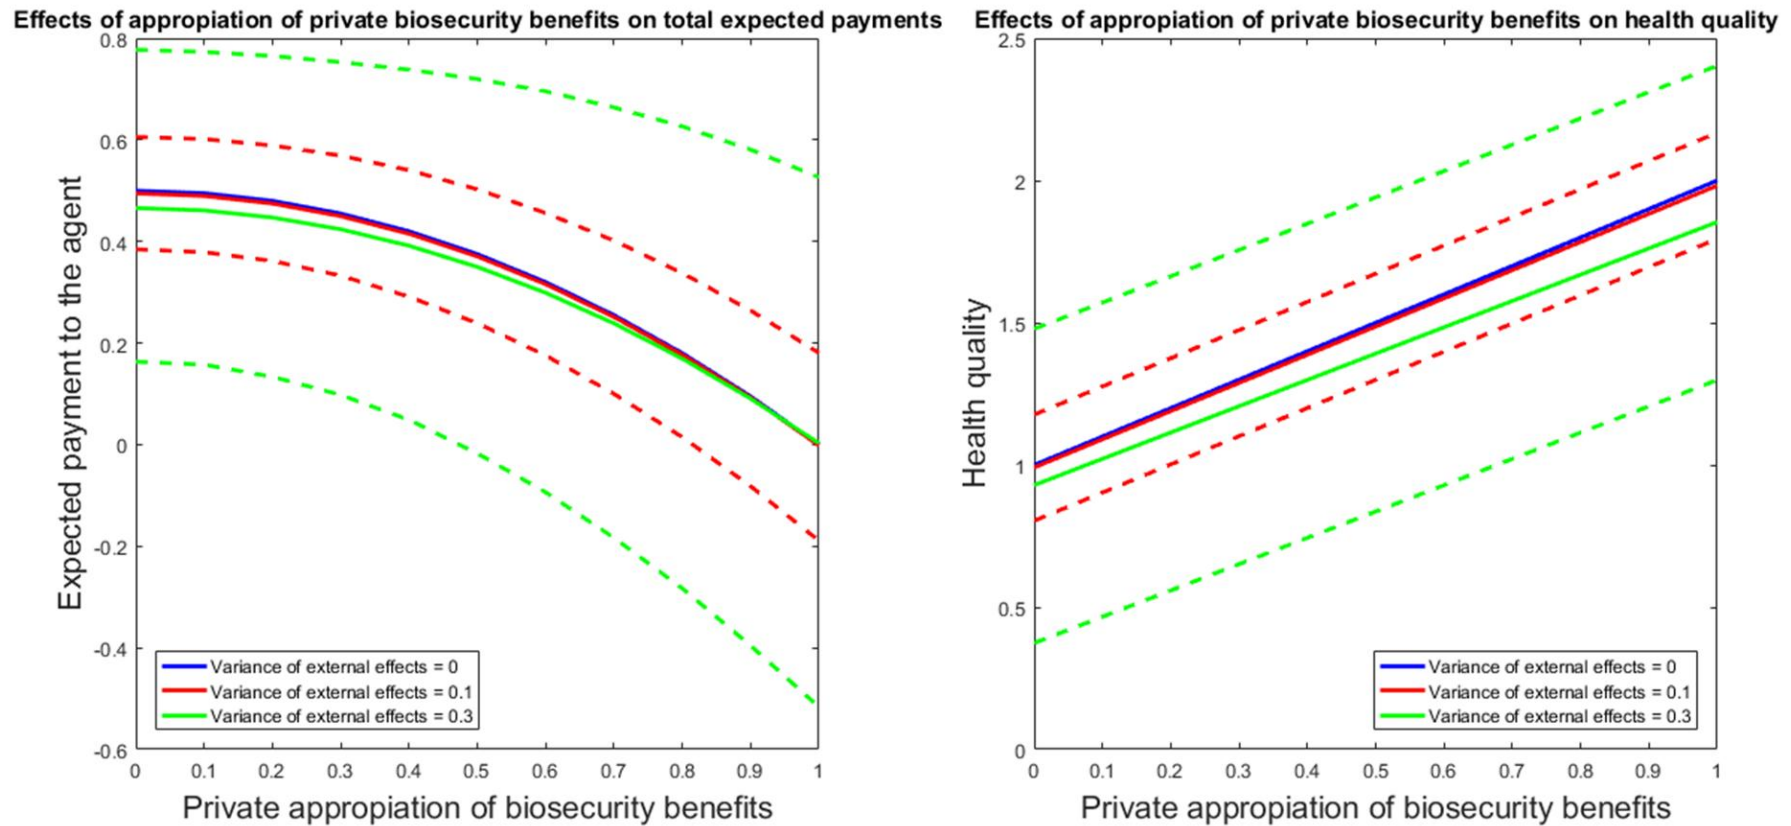 Effects of appropiation of private biosecurity benefits on total expected payments
0.8
0.6
0.4
0.2
0
-0.2
-0.4
-0.6
Expected payment to the agent
Variance of external effects = 0
Variance of external effects = 0.1
Variance of external effects = 0.3
0 0.1 0.2 0.3 0.4 0.5 0.6 0.7 0.8 0.9 1
Private appropiation of biosecurity benefits
Effects of appropiation of private biosecurity benefits on health quality
2.5
2
1.5
1
0.5
0
Health quality
Variance of external effects = 0
Variance of external effects = 0.1
Variance of external effects = 0.3
0 0.1 0.2 0.3 0.4 0.5 0.6 0.7 0.8 0.9 1
Private appropiation of biosecurity benefits